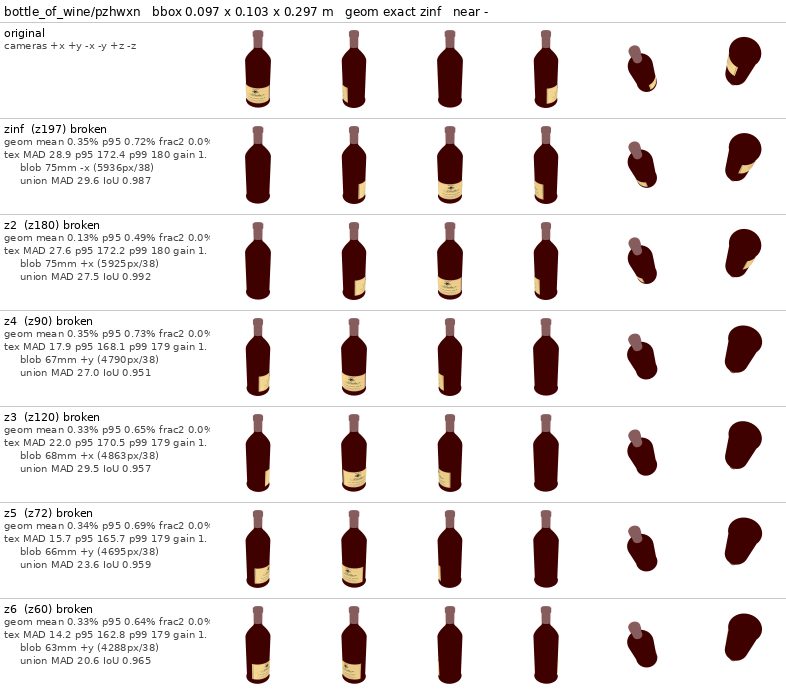 bottle_of_wine/pzhwxn bbox 0.097 x 0.103 x 0.297 m geom exact zinf near -
original
cameras +x +y -x -y +z -z
zinf (z197) broken
geom mean 0.35% p95 0.72% frac2 0.0%
tex MAD 28.9 p95 172.4 p99 180 gain 1.
blob 75mm -x (5936px/38)
union MAD 29.6 IoU 0.987
z2 (z180) broken
geom mean 0.13% p95 0.49% frac2 0.0%
tex MAD 27.6 p95 172.2 p99 180 gain 1.
blob 75mm +x (5925px/38)
union MAD 27.5 IoU 0.992
z4 (z90) broken
geom mean 0.35% p95 0.73% frac2 0.0%
tex MAD 17.9 p95 168.1 p99 179 gain 1.
blob 67mm +y (4790px/38)
union MAD 27.0 IoU 0.951
z3 (z120) broken
geom mean 0.33% p95 0.65% frac2 0.0%
tex MAD 22.0 p95 170.5 p99 179 gain 1.
blob 68mm +x (4863px/38)
union MAD 29.5 IoU 0.957
z5 (z72) broken
geom mean 0.34% p95 0.69% frac2 0.0%
tex MAD 15.7 p95 165.7 p99 179 gain 1.
blob 66mm +y (4695px/38)
union MAD 23.6 IoU 0.959
z6 (z60) broken
geom mean 0.33% p95 0.64% frac2 0.0%
tex MAD 14.2 p95 162.8 p99 179 gain 1.
blob 63mm +y (4288px/38)
union MAD 20.6 IoU 0.965